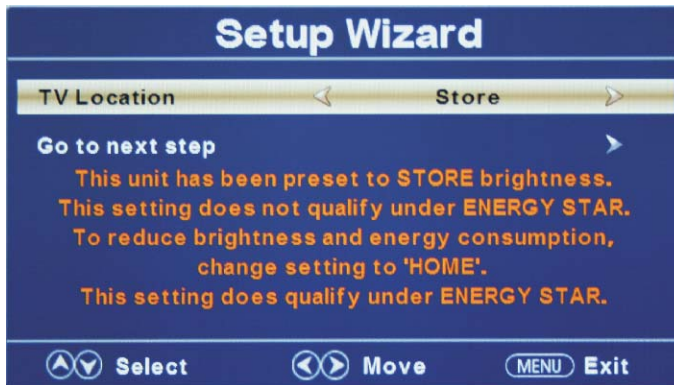 Setup Wizard
TV Location Store
Go to next step
This unit has been preset to STORE brightness.
This setting does not qualify under ENERGY STAR.
To reduce brightness and energy consumption,
change setting to 'HOME'.
This setting does qualify under ENERGY STAR.
Select Move MENU Exit